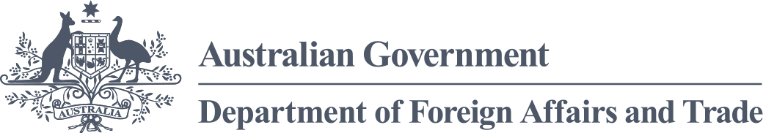 Australian Government
AUSTRALIA
Department of Foreign Affairs and Trade